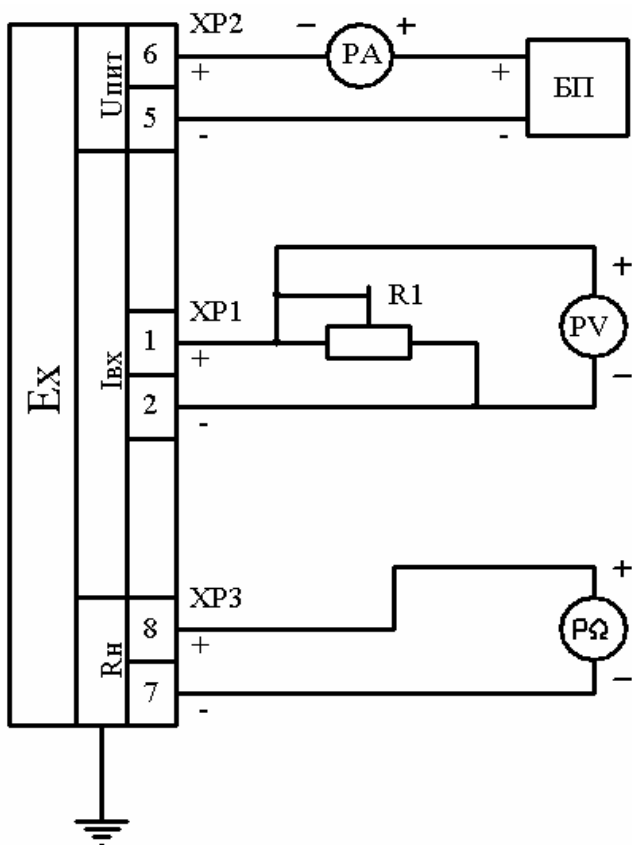 XP2
6
− PA +
+ +
БП
Uпит
5
- -
R1
+
XP1
1
+
PV
Ex
Iвх
2
-
−
XP3
+
8
+
PΩ
Rн
7
-
−